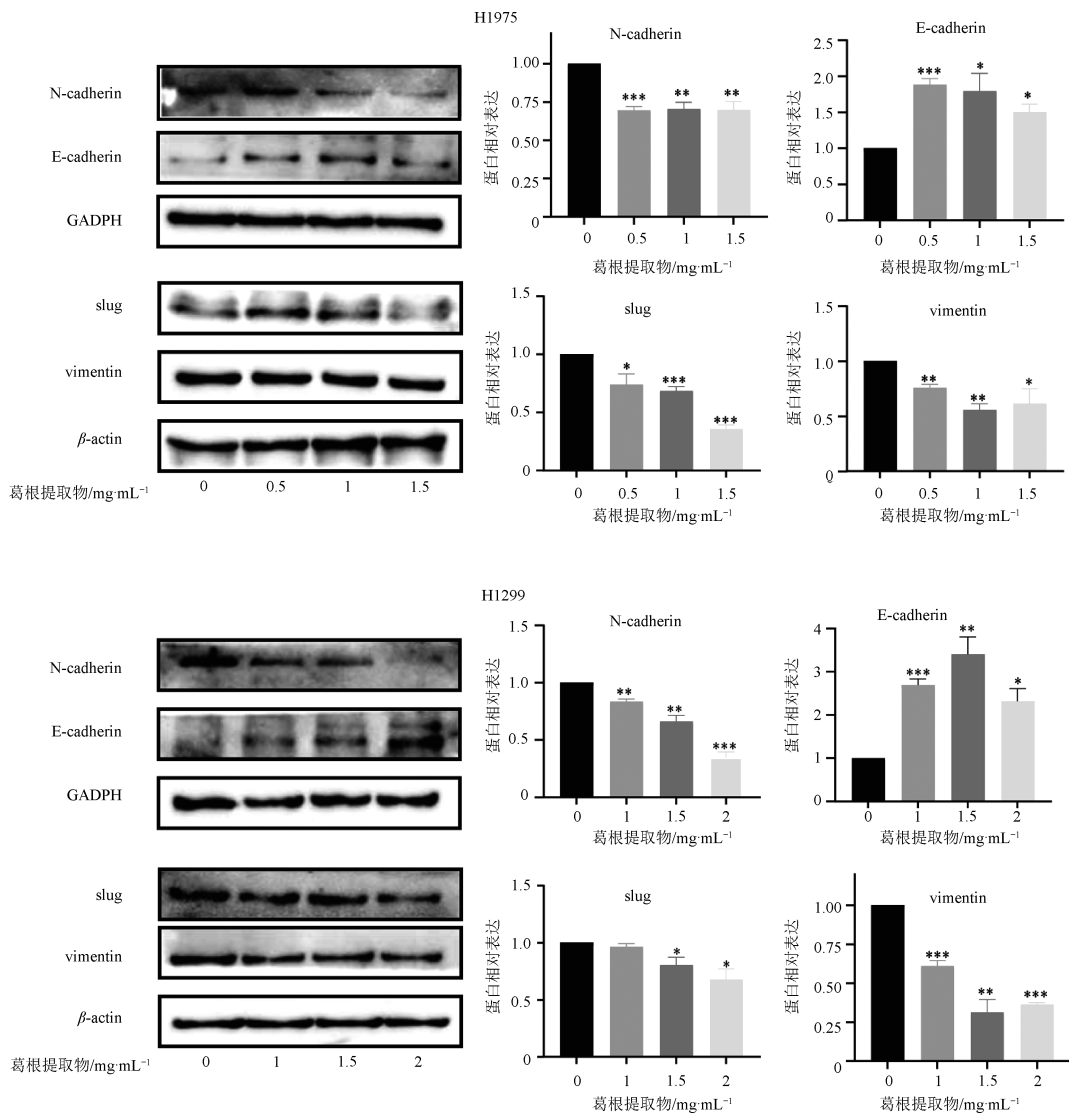 H1975
N-cadherin
E-cadherin
GADPH
slug
vimentin
β-actin
葛根提取物/mg·mL⁻¹ 0 0.5 1 1.5
N-cadherin
蛋白相对表达
1.00
0.75
0.50
0.25
0
*** ** **
0 0.5 1 1.5
葛根提取物/mg·mL⁻¹
E-cadherin
蛋白相对表达
2.5
2.0
1.5
1.0
0.5
0
*** * *
0 0.5 1 1.5
葛根提取物/mg·mL⁻¹
slug
蛋白相对表达
1.5
1.0
0.5
0
* *** ***
0 0.5 1 1.5
葛根提取物/mg·mL⁻¹
vimentin
蛋白相对表达
1.5
1.0
0.5
0
** ** *
0 0.5 1 1.5
葛根提取物/mg·mL⁻¹
H1299
N-cadherin
E-cadherin
GADPH
slug
vimentin
β-actin
葛根提取物/mg·mL⁻¹ 0 1 1.5 2
N-cadherin
蛋白相对表达
1.5
1.0
0.5
0
** ** ***
0 1 1.5 2
葛根提取物/mg·mL⁻¹
E-cadherin
蛋白相对表达
4
3
2
1
0
*** ** *
0 1 1.5 2
葛根提取物/mg·mL⁻¹
slug
蛋白相对表达
1.5
1.0
0.5
0
* *
0 1 1.5 2
葛根提取物/mg·mL⁻¹
vimentin
蛋白相对表达
1.00
0.75
0.50
0.25
0
*** ** ***
0 1 1.5 2
葛根提取物/mg·mL⁻¹